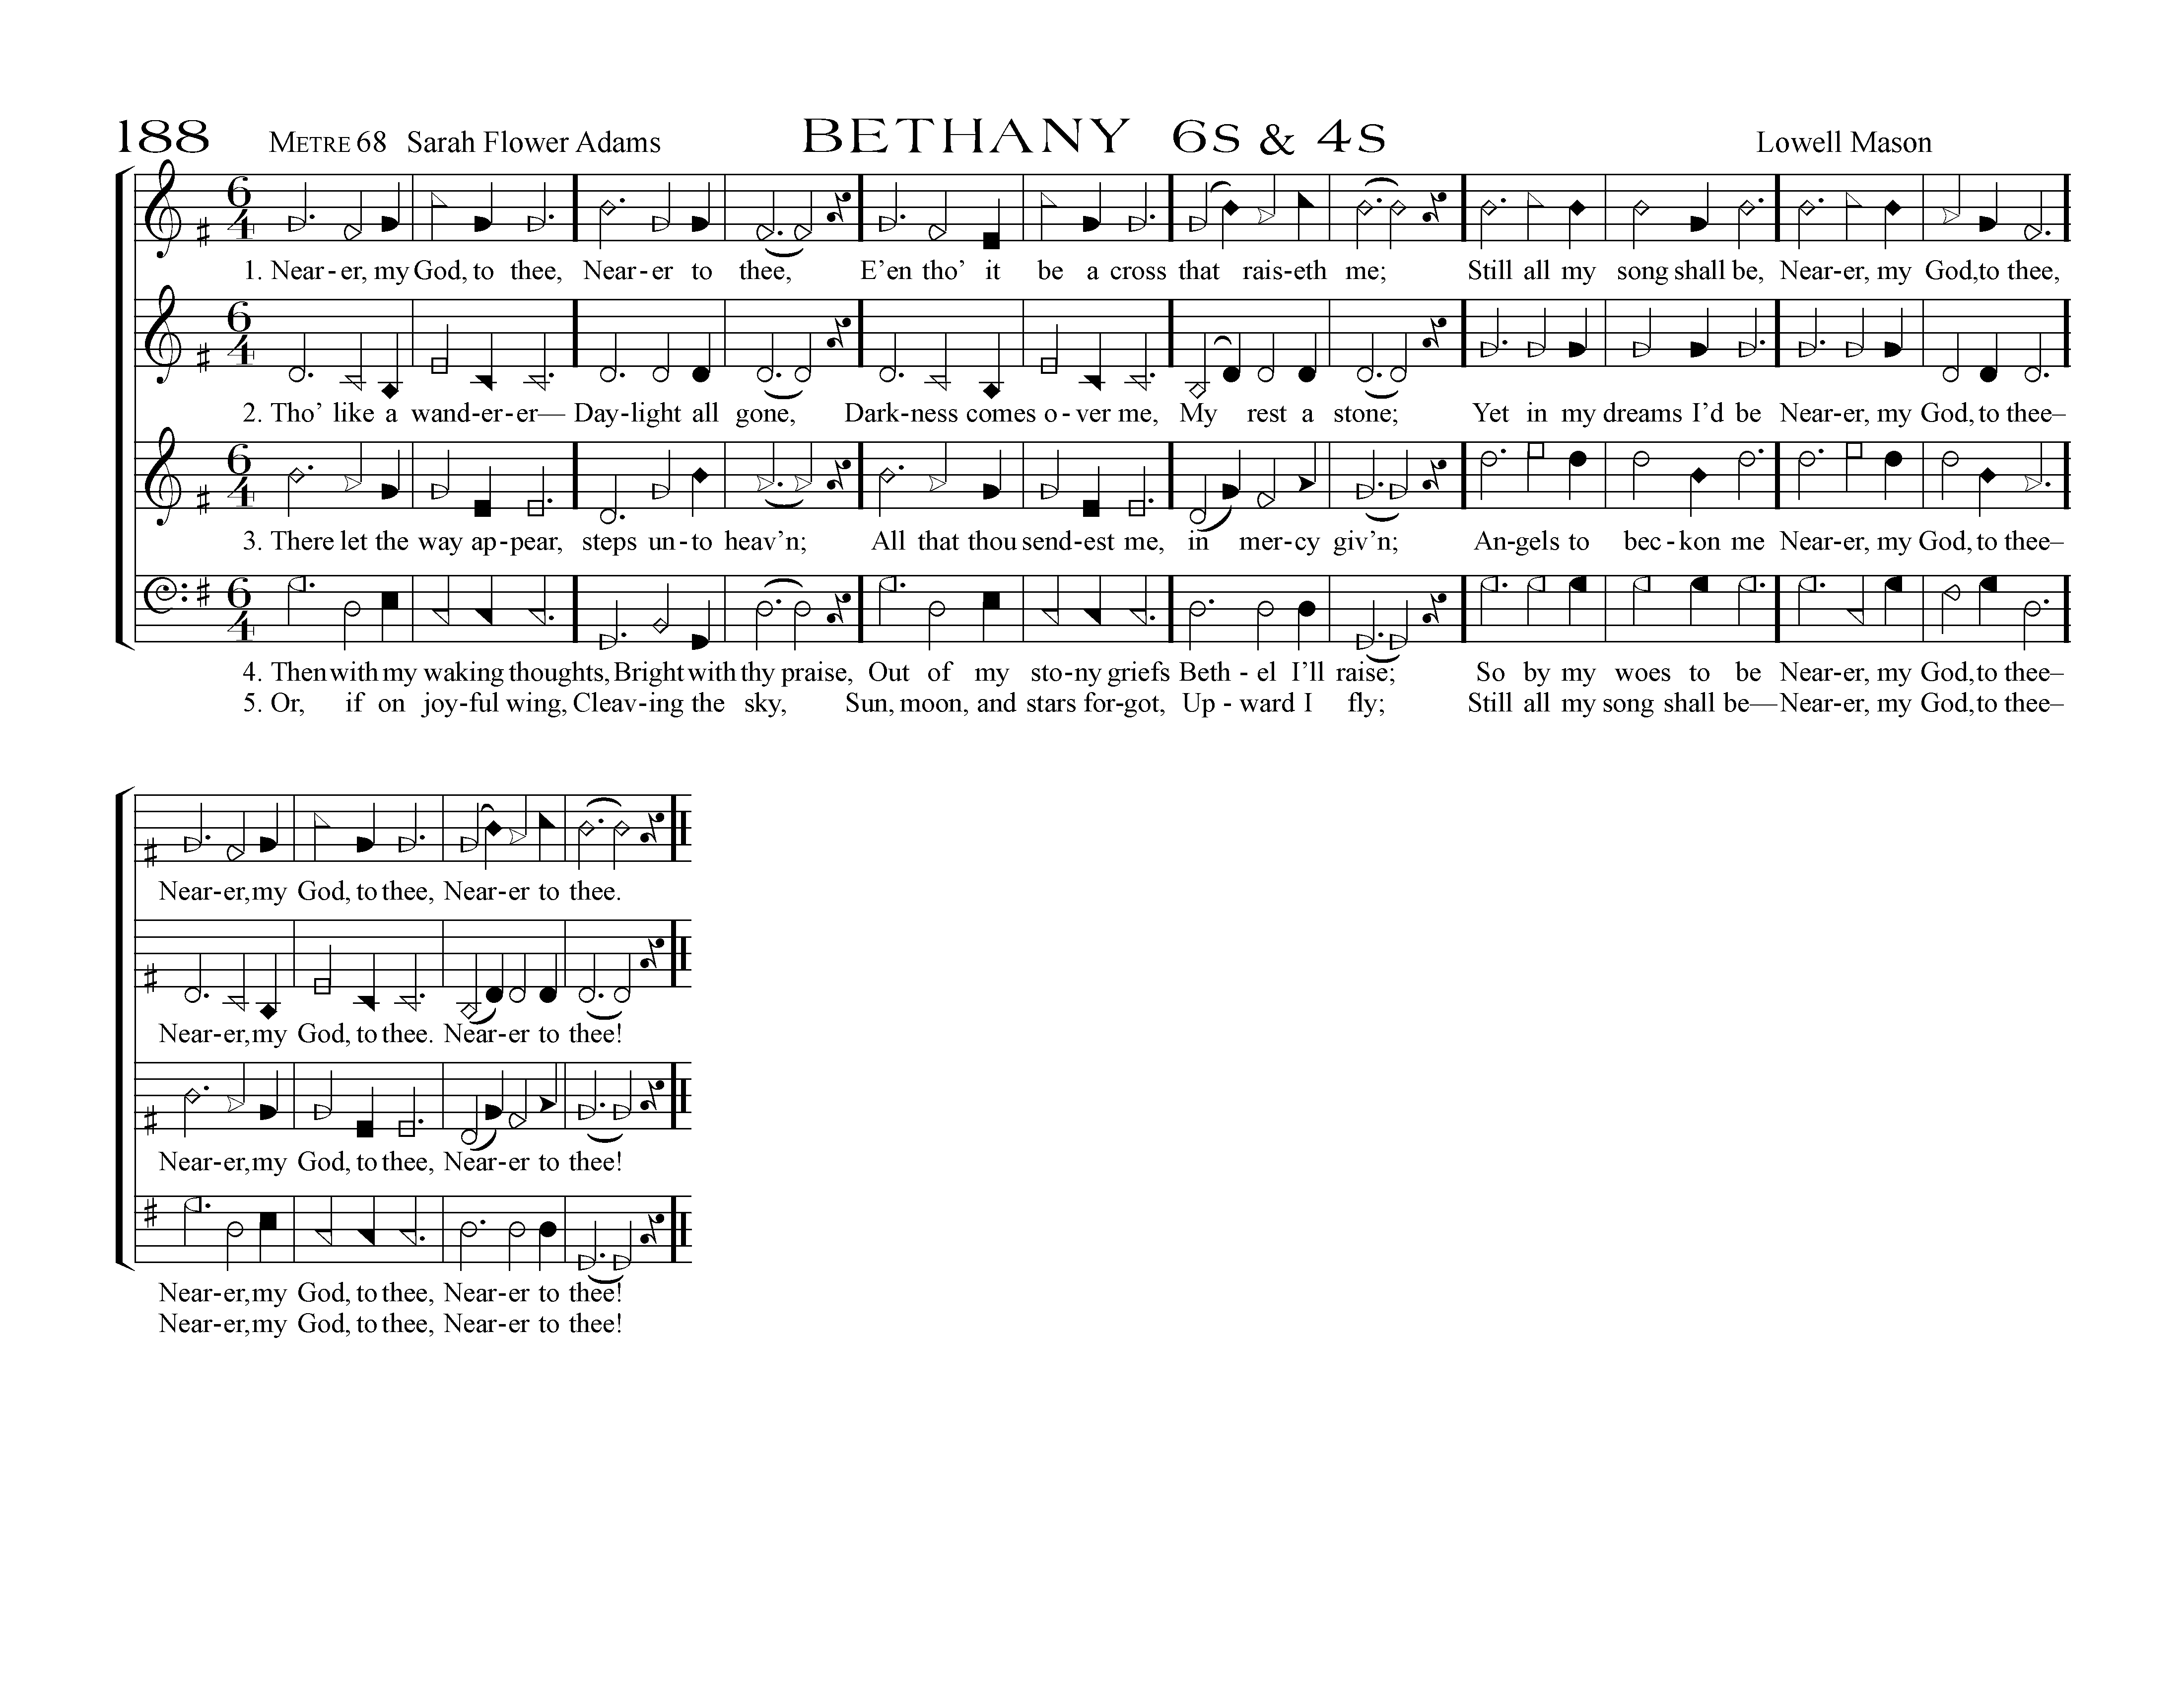 188 METRE 68 Sarah Flower Adams BETHANY 6S & 4S Lowell Mason
6 4
1. Near-er, my God, to thee, Near-er to thee, E'en tho' it be a cross that rais-eth me; Still all my song shall be, Near-er, my God,to thee,
6 4
2. Tho' like a wand-er-er— Day-light all gone, Dark-ness comes o-ver me, My rest a stone; Yet in my dreams I'd be Near-er, my God, to thee–
6 4
3. There let the way ap-pear, steps un-to heav'n; All that thou send-est me, in mer-cy giv'n; An-gels to bec-kon me Near-er, my God, to thee–
6 4
4. Then with my waking thoughts, Bright with thy praise, Out of my sto-ny griefs Beth-el I'll raise; So by my woes to be Near-er, my God,to thee–
5. Or, if on joy-ful wing, Cleav-ing the sky, Sun, moon, and stars for-got, Up-ward I fly; Still all my song shall be— Near-er, my God,to thee–
Near-er,my God, to thee, Near-er to thee.
Near-er,my God, to thee. Near-er to thee!
Near-er,my God, to thee, Near-er to thee!
Near-er,my God, to thee, Near-er to thee!
Near-er,my God, to thee, Near-er to thee!